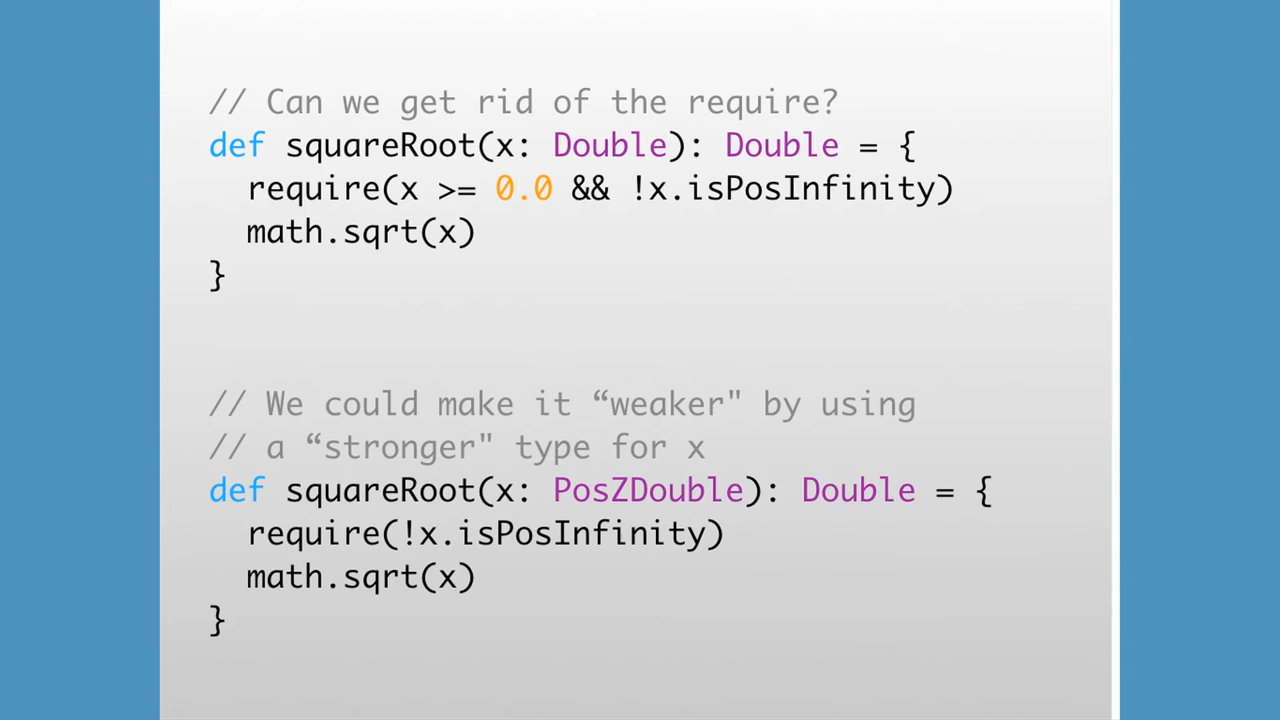 // Can we get rid of the require?
def squareRoot(x: Double): Double = {
  require(x >= 0.0 && !x.isPosInfinity)
  math.sqrt(x)
}
// We could make it “weaker" by using
// a “stronger" type for x
def squareRoot(x: PosZDouble): Double = {
  require(!x.isPosInfinity)
  math.sqrt(x)
}